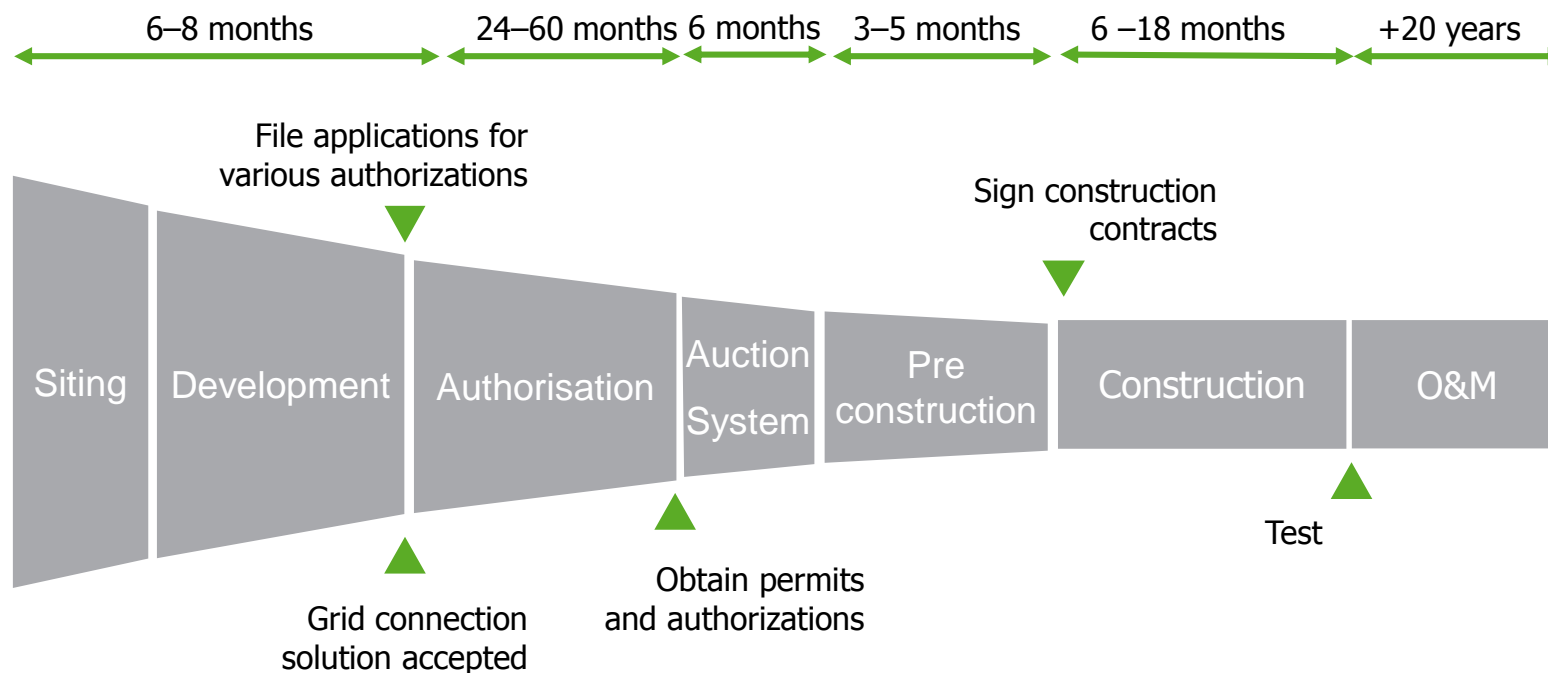 6–8 months
24–60 months
6 months
3–5 months
6 –18 months
+20 years
File applications for
various authorizations
Sign construction
contracts
Siting
Development
Authorisation
Auction
System
Pre
construction
Construction
O&M
Grid connection
solution accepted
Obtain permits
and authorizations
Test